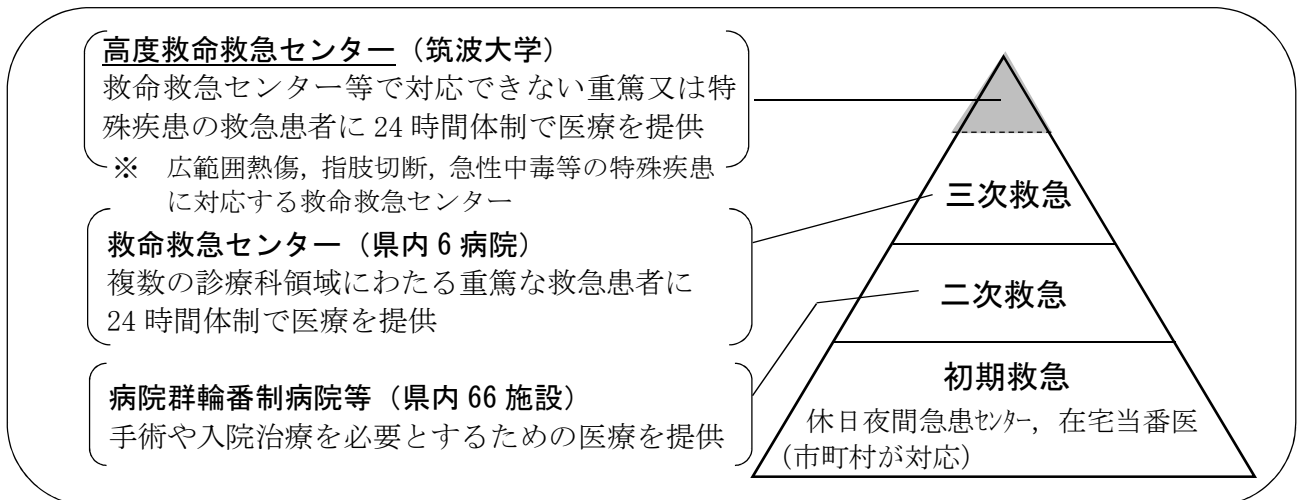 高度救命救急センター（筑波大学）
救命救急センター等で対応できない重篤又は特
殊疾患の救急患者に 24 時間体制で医療を提供
※　広範囲熱傷，指肢切断，急性中毒等の特殊疾患
に対応する救命救急センター
救命救急センター（県内 6 病院）
複数の診療科領域にわたる重篤な救急患者に
24 時間体制で医療を提供
病院群輪番制病院等（県内 66 施設）
手術や入院治療を必要とするための医療を提供
三次救急
二次救急
初期救急
休日夜間急患ｾﾝﾀｰ，在宅当番医
（市町村が対応）